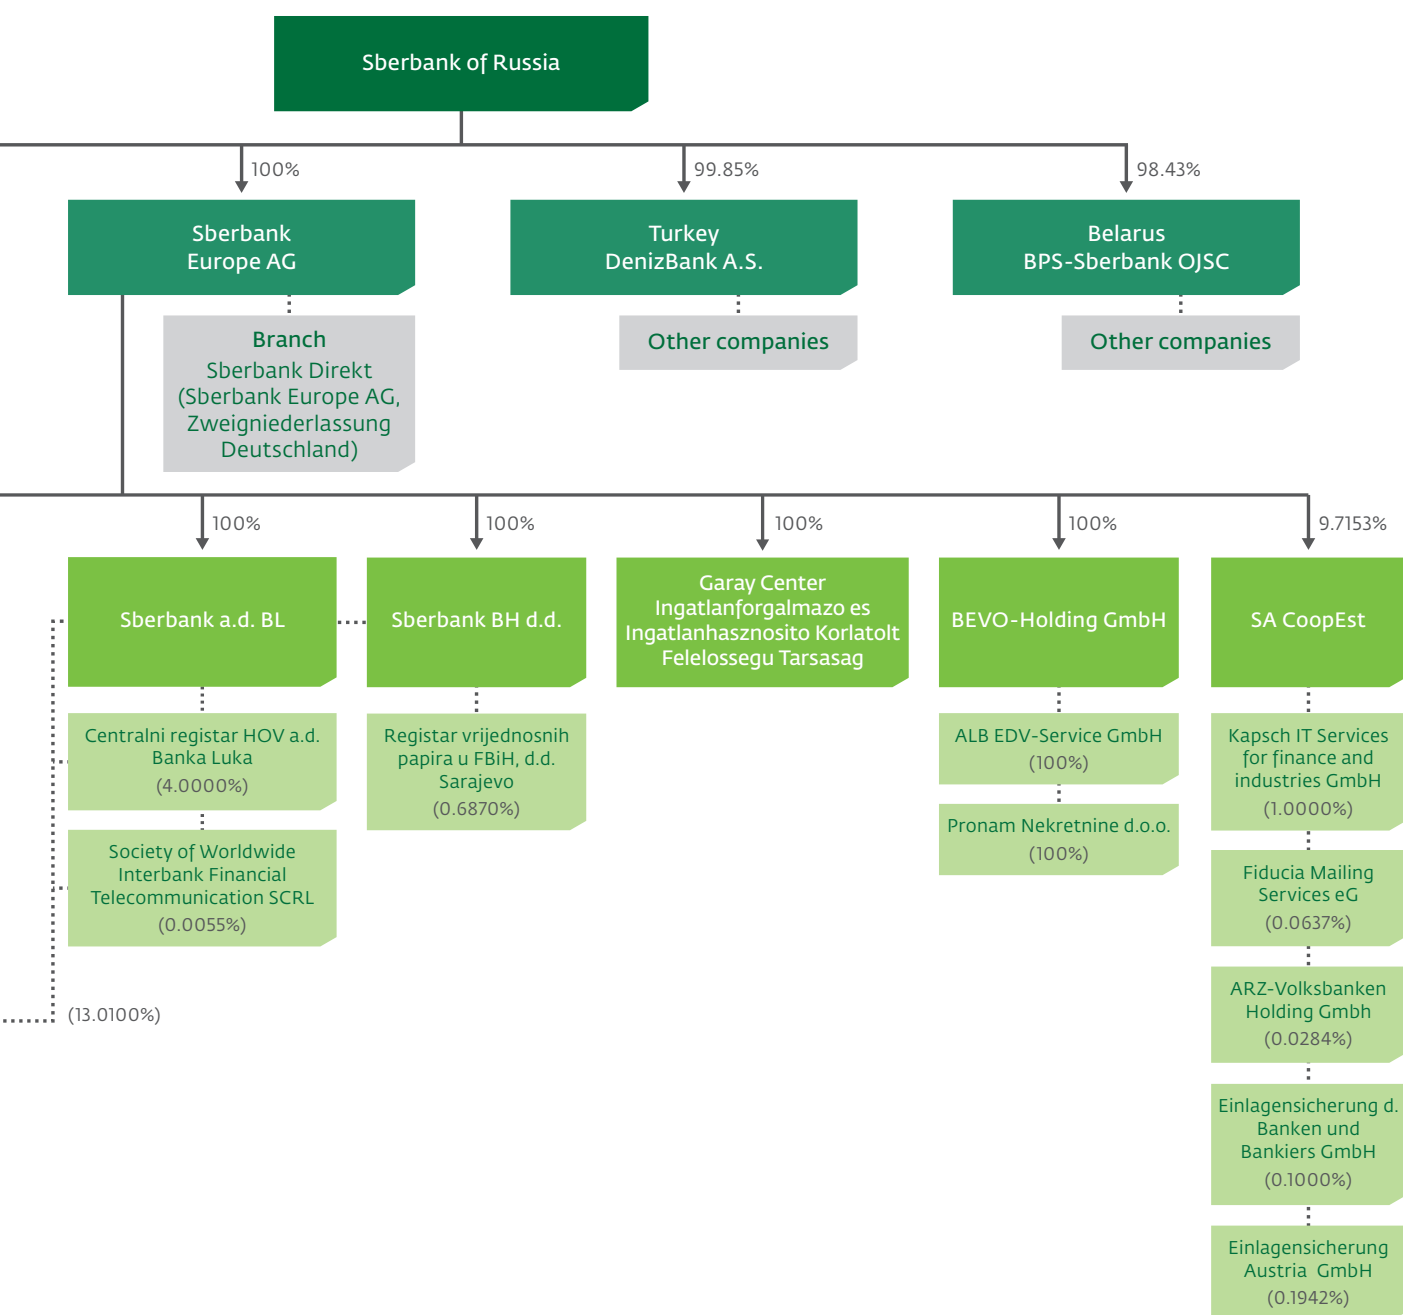 Sberbank of Russia
100%
99.85%
98.43%
Sberbank
Europe AG
Turkey
DenizBank A.S.
Belarus
BPS-Sberbank OJSC
Branch
Sberbank Direkt
(Sberbank Europe AG,
Zweigniederlassung
Deutschland)
Other companies
Other companies
100%
100%
100%
100%
9.7153%
Sberbank a.d. BL
Sberbank BH d.d.
Garay Center
Ingatlanforgalmazo es
Ingatlanhasznosito Korlatolt
Felelossegu Tarsasag
BEVO-Holding GmbH
SA CoopEst
Centralni registar HOV a.d.
Banka Luka
(4.0000%)
Society of Worldwide
Interbank Financial
Telecommunication SCRL
(0.0055%)
(13.0100%)
Registar vrijednosnih
papira u FBiH, d.d.
Sarajevo
(0.6870%)
ALB EDV-Service GmbH
(100%)
Pronam Nekretnine d.o.o.
(100%)
Kapsch IT Services
for finance and
industries GmbH
(1.0000%)
Fiducia Mailing
Services eG
(0.0637%)
ARZ-Volksbanken
Holding Gmbh
(0.0284%)
Einlagensicherung d.
Banken und
Bankiers GmbH
(0.1000%)
Einlagensicherung
Austria GmbH
(0.1942%)